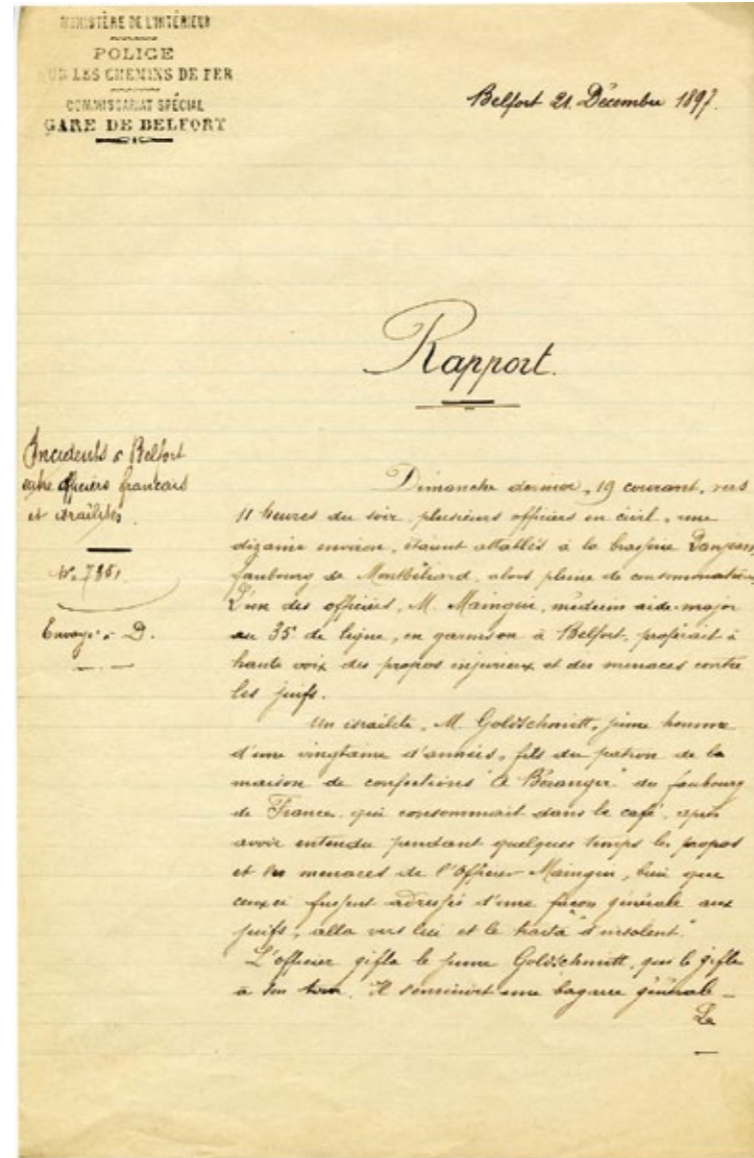 MINISTÈRE DE L'INTÉRIEUR
POLICE
SUR LES CHEMINS DE FER
COMMISSARIAT SPÉCIAL
GARE DE BELFORT
Belfort 21 Décembre 1897.
Rapport.
Incidents à Belfort
entre officiers français
et israélites
N° 7851
Envoyé à D.
Dimanche dernier, 19 courant, vers
11 heures du soir, plusieurs officiers en civil, une
dizaine environ, étaient attablés à la brasserie
faubourg de Montbéliard, alors pleine de consommateurs,
L'un des officiers, M. Maingui, médecin aide-major
au 35e de ligne, en garnison à Belfort, proférait à
haute voix des propos injurieux et des menaces contre
les juifs.
Un israélite, M. Goldschmitt, jeune homme
d'une vingtaine d'années, fils du patron de la
maison de confections "A Béranger" du faubourg
de France, qui consommait dans le café, après
avoir entendu pendant quelques temps les propos
et les menaces de l'Officier Maingui, bien que
ceux-ci fussent adressés d'une façon générale aux
juifs, alla vers lui et le traita "d'insolent."
L'officier gifla le jeune Goldschmitt, qui le gifla
à son tour. Il s'ensuivit une bagarre générale _
Le